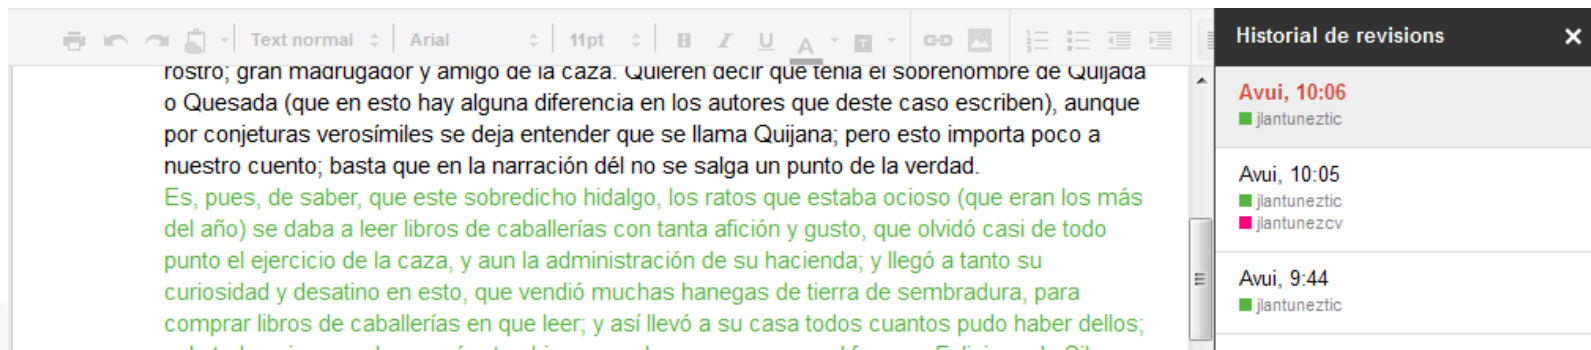 Text normal Arial 11pt B I U A T
Historial de revisions
rostro; gran madrugador y amigo de la caza. Quieren decir que tenía el sobrenombre de Quijada
o Quesada (que en esto hay alguna diferencia en los autores que deste caso escriben), aunque
por conjeturas verosímiles se deja entender que se llama Quijana; pero esto importa poco a
nuestro cuento; basta que en la narración dél no se salga un punto de la verdad.
Es, pues, de saber, que este sobredicho hidalgo, los ratos que estaba ocioso (que eran los más
del año) se daba a leer libros de caballerías con tanta afición y gusto, que olvidó casi de todo
punto el ejercicio de la caza, y aun la administración de su hacienda; y llegó a tanto su
curiosidad y desatino en esto, que vendió muchas hanegas de tierra de sembradura, para
comprar libros de caballerías en que leer; y así llevó a su casa todos cuantos pudo haber dellos;
Avui, 10:06
jlantuneztic
Avui, 10:05
jlantuneztic
jlantunezcv
Avui, 9:44
jlantuneztic